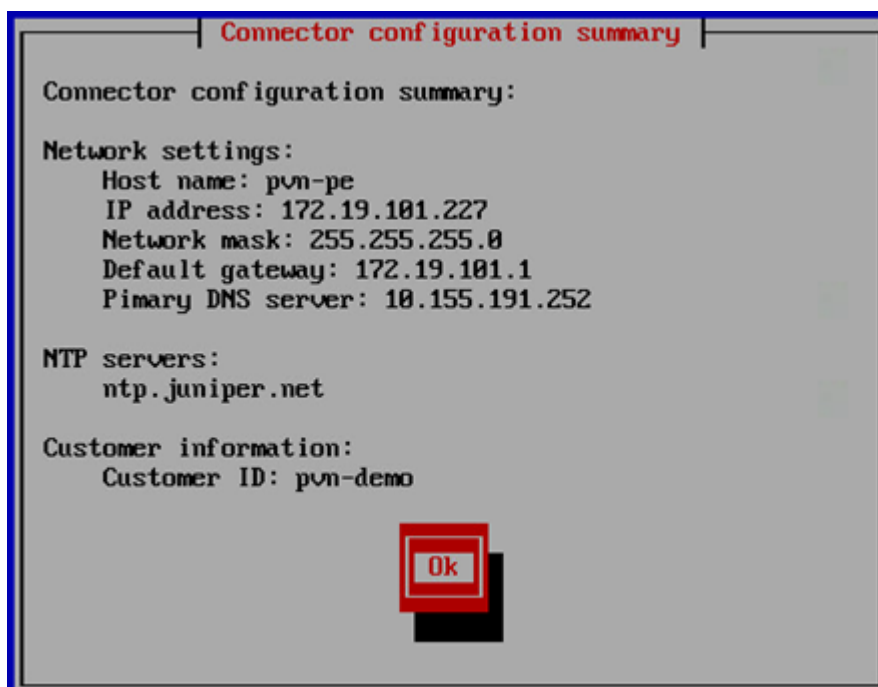 Connector configuration summary
Connector configuration summary:
Network settings:
Host name: pvn-pe
IP address: 172.19.101.227
Network mask: 255.255.255.0
Default gateway: 172.19.101.1
Pimary DNS server: 10.155.191.252
NTP servers:
ntp.juniper.net
Customer information:
Customer ID: pvn-demo
Ok